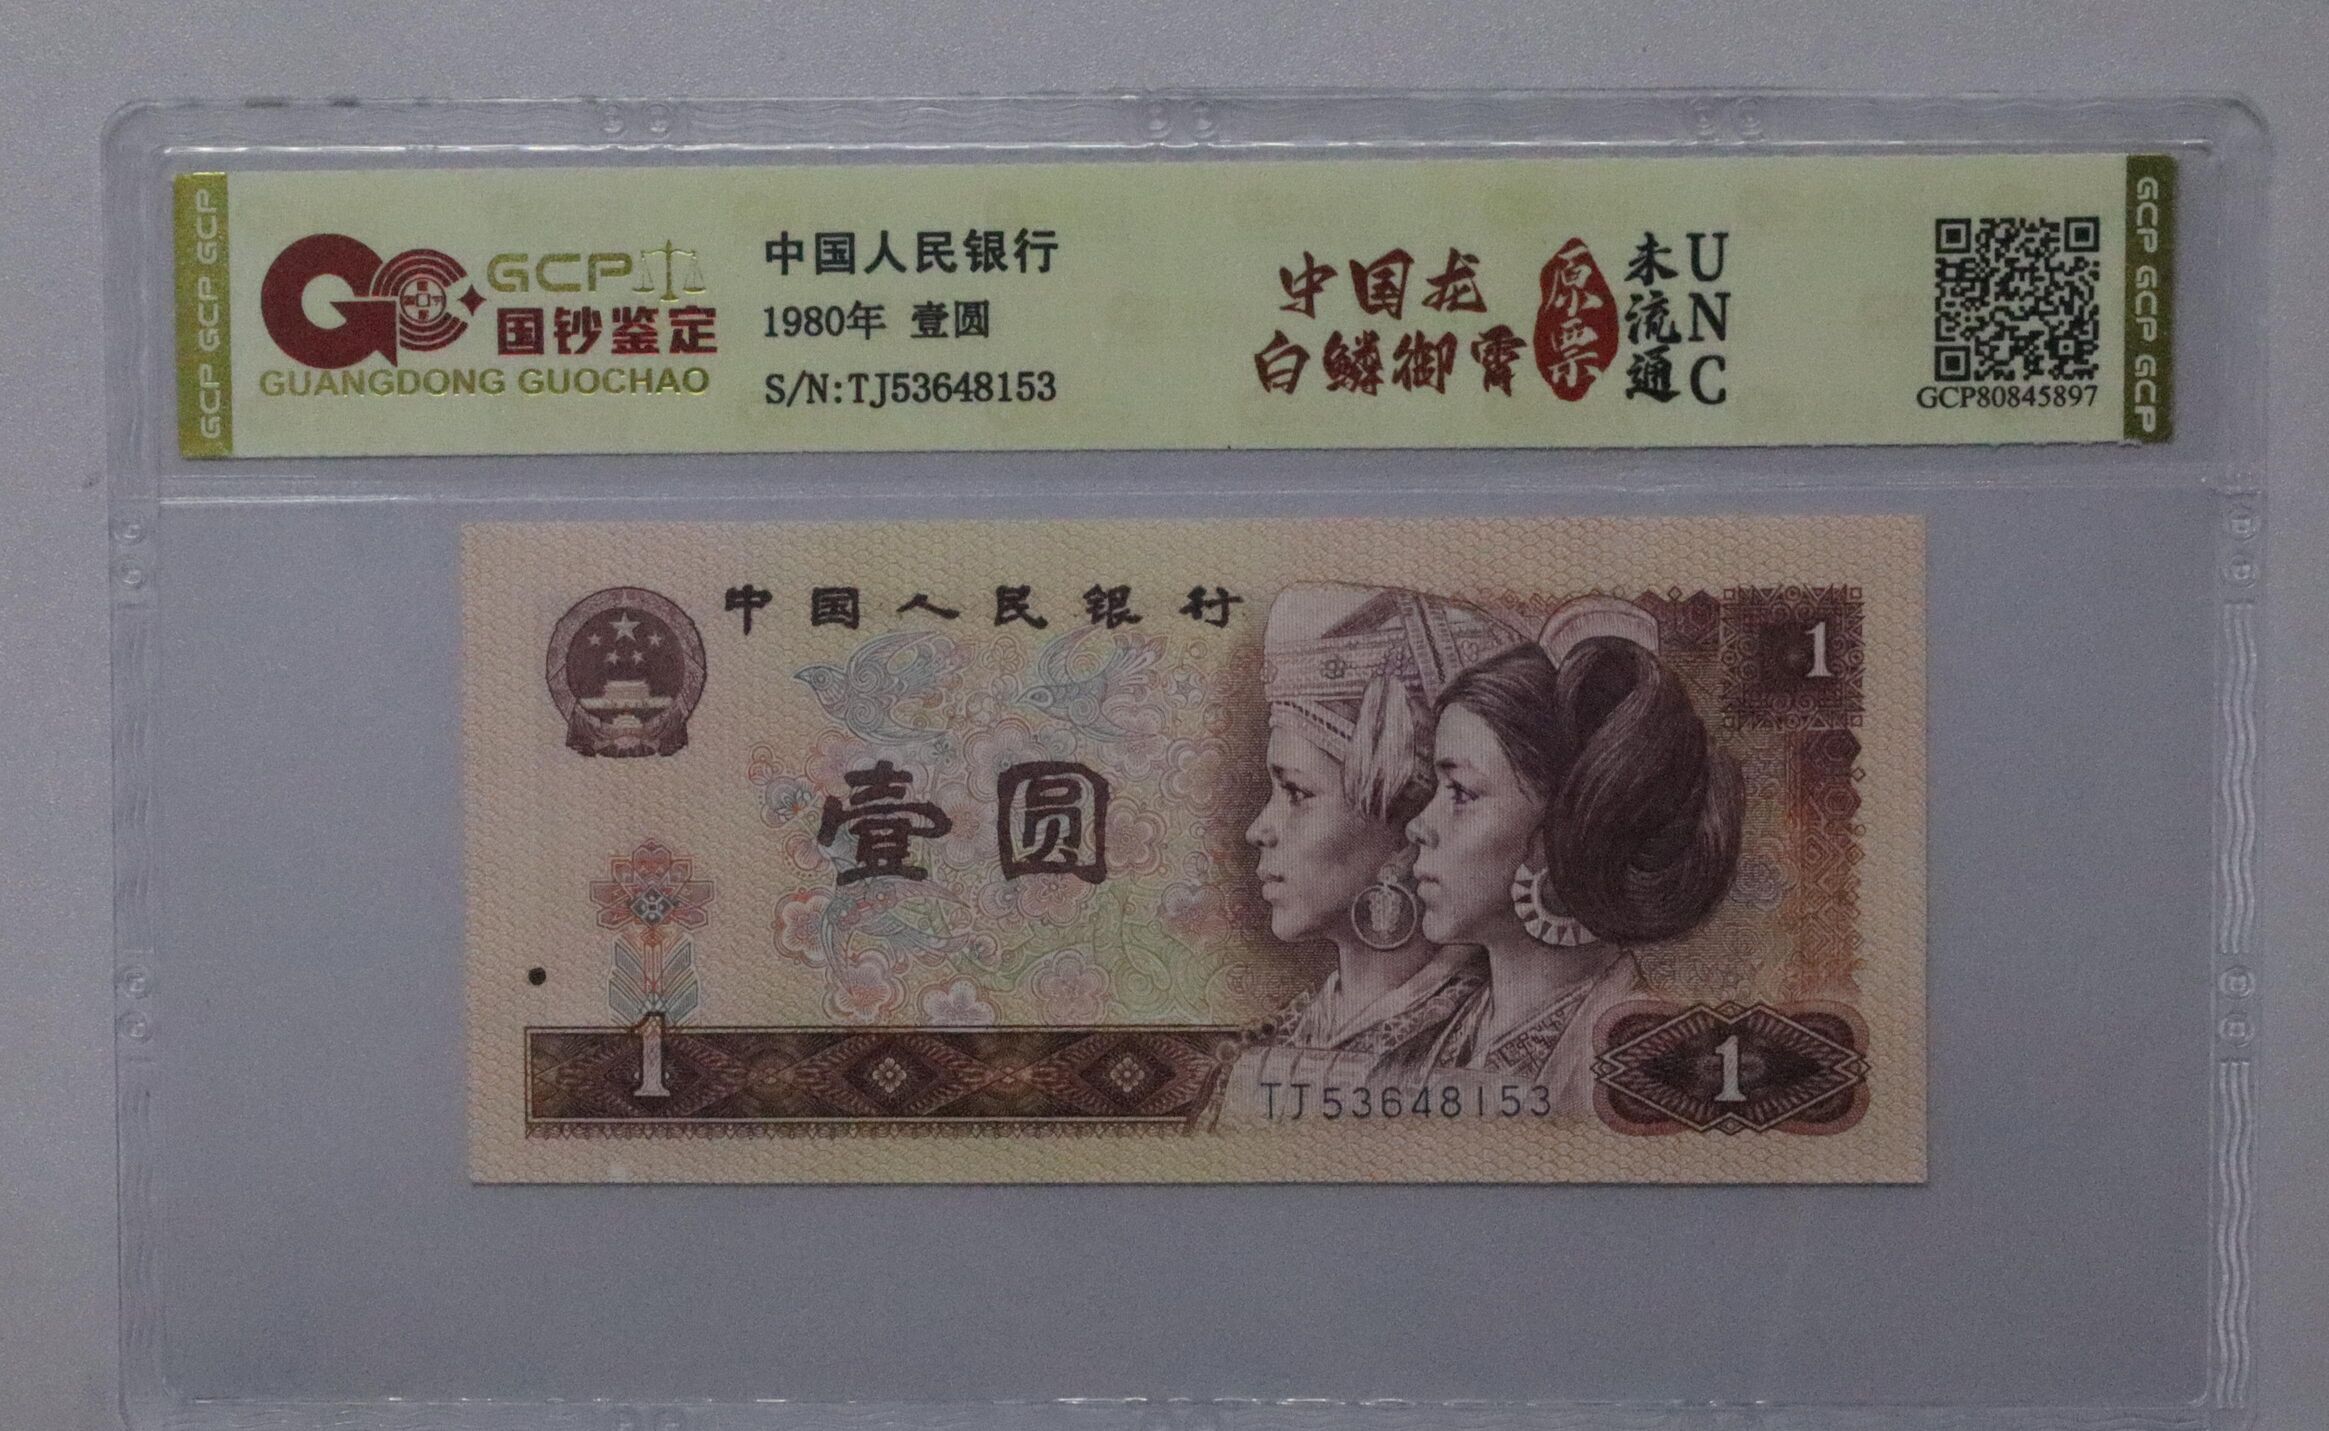 GCP GCP GCP
GCP
国钞鉴定
GUANGDONG GUOCHAO
中国人民银行
1980年 壹圆
S/N:TJ53648153
中国龙
白鳞御霄
原票
未流通
UNC
GCP80845897
GCP GCP GCP
中国人民银行
1
壹圆
1
TJ53648153
1